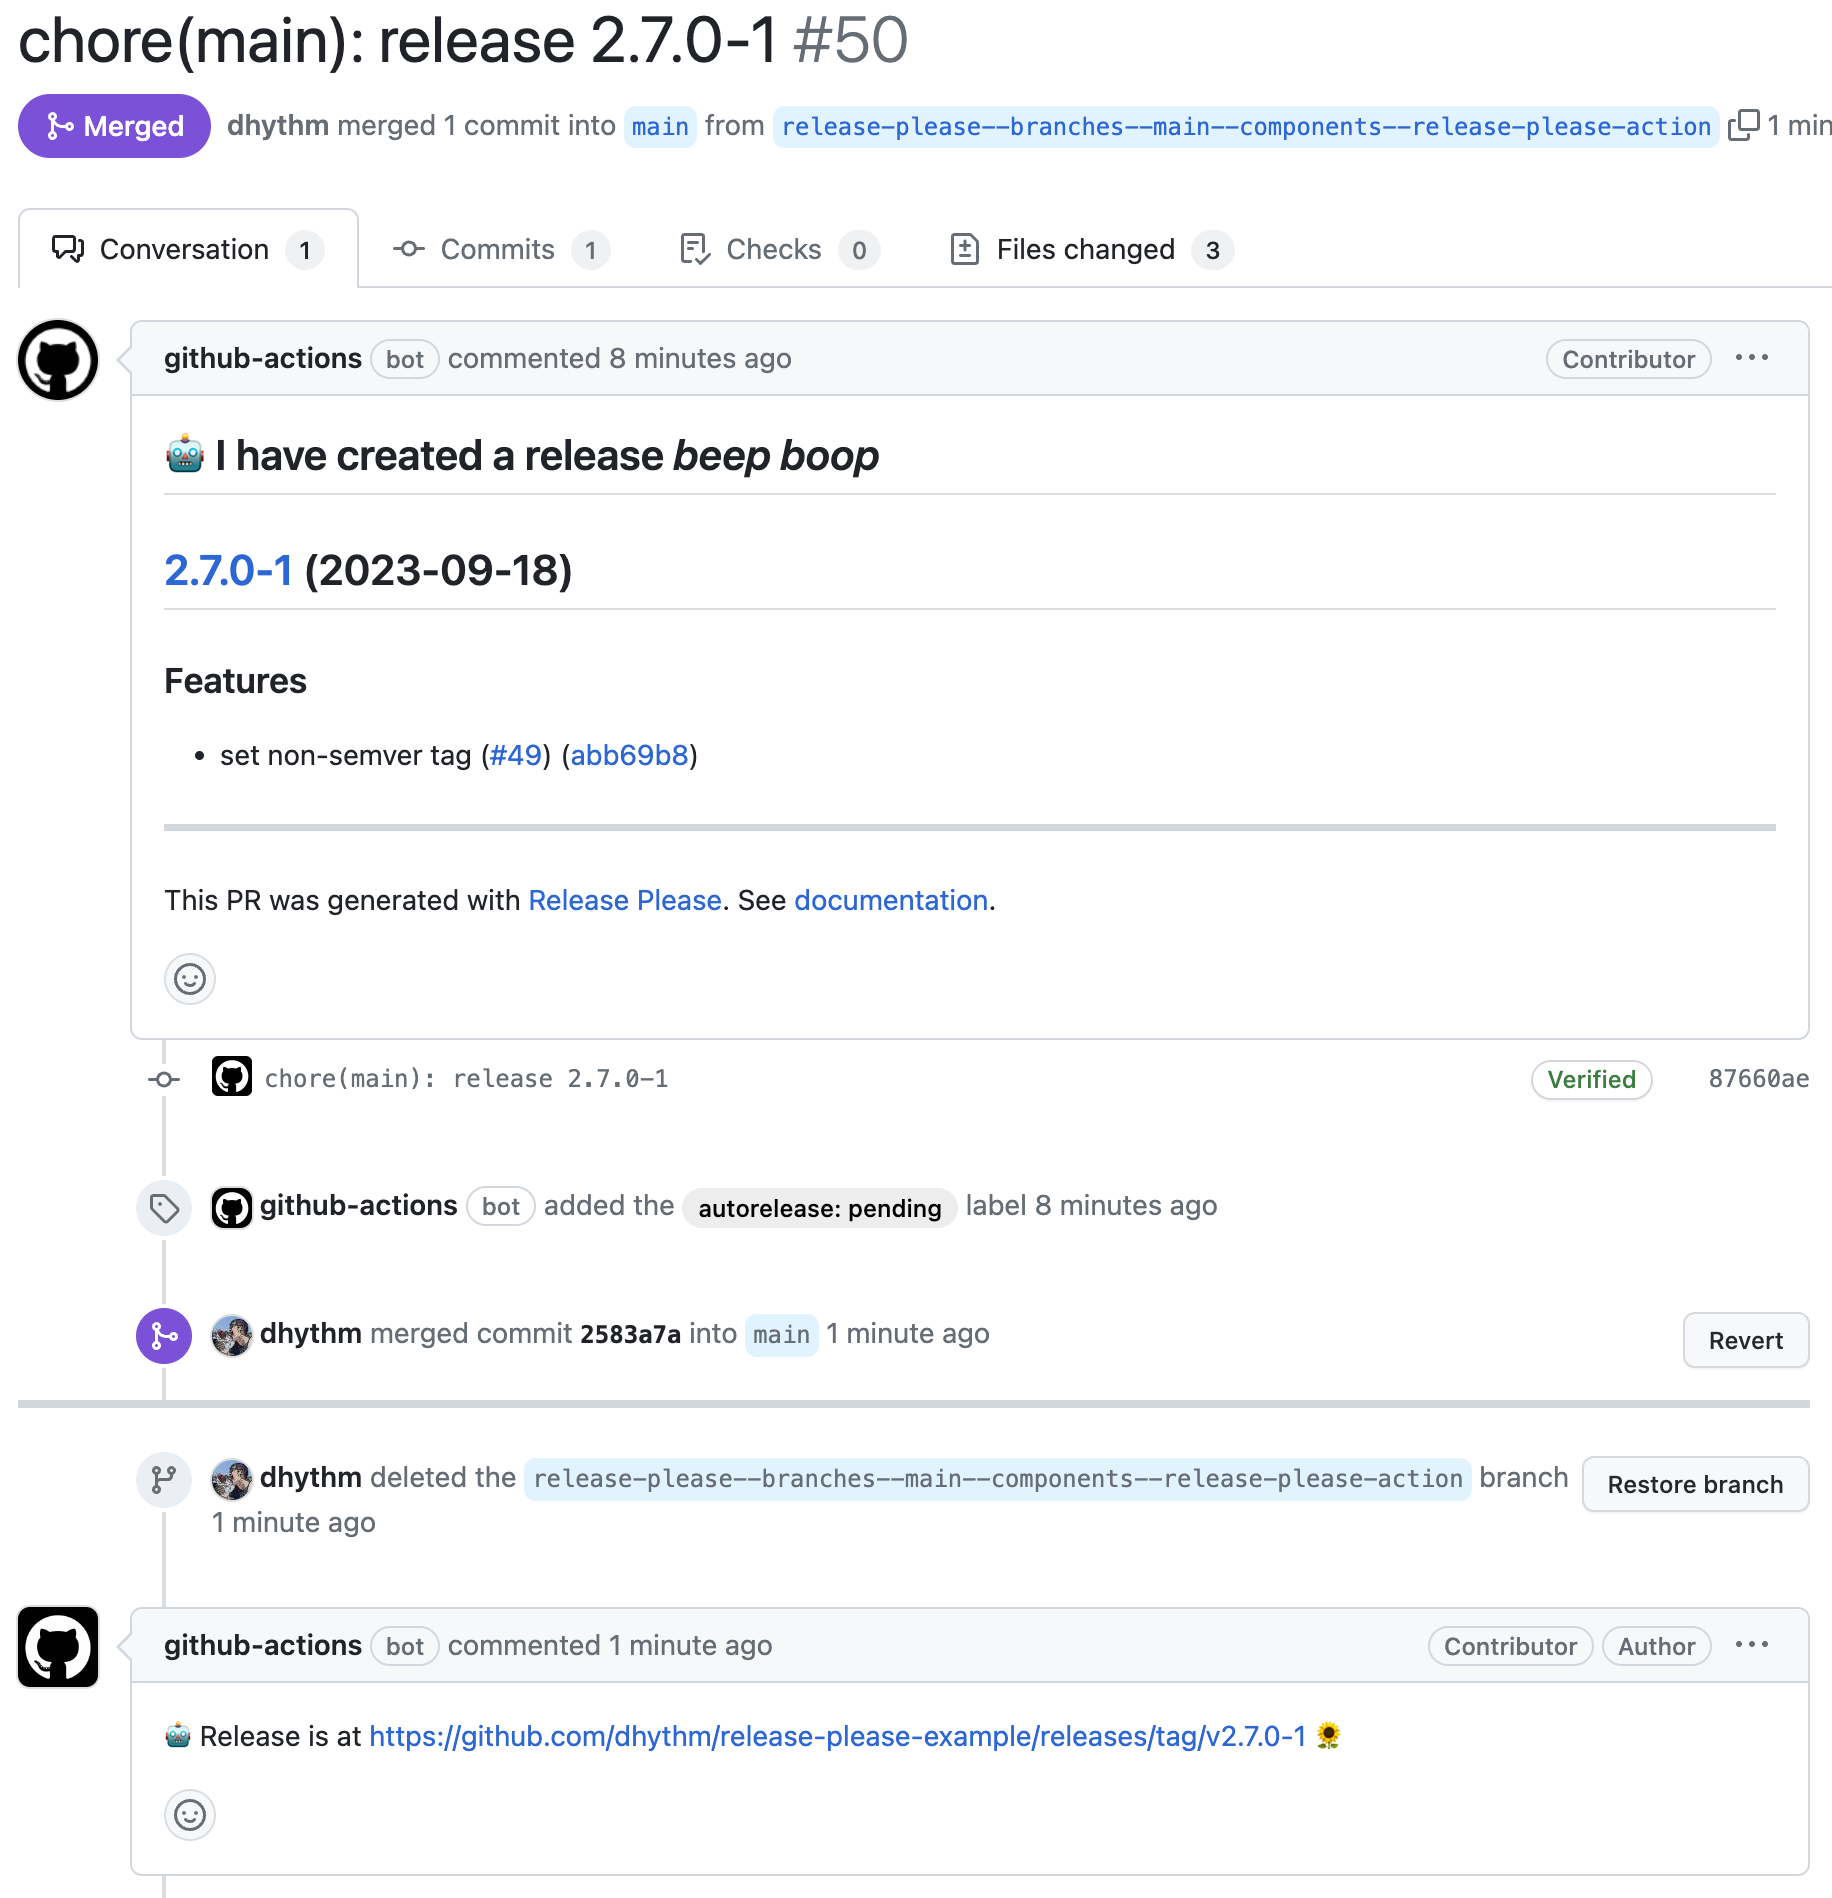 chore(main): release 2.7.0-1 #50
Merged dhythm merged 1 commit into main from release-please--branches--main--components--release-please-action 1 min
Conversation 1 Commits 1 Checks 0 Files changed 3
github-actions bot commented 8 minutes ago Contributor
🤖 I have created a release beep boop
2.7.0-1 (2023-09-18)
Features
• set non-semver tag (#49) (abb69b8)
This PR was generated with Release Please. See documentation.
chore(main): release 2.7.0-1 Verified 87660ae
github-actions bot added the autorelease: pending label 8 minutes ago
dhythm merged commit 2583a7a into main 1 minute ago Revert
dhythm deleted the release-please--branches--main--components--release-please-action branch Restore branch
1 minute ago
github-actions bot commented 1 minute ago Contributor Author
🤖 Release is at https://github.com/dhythm/release-please-example/releases/tag/v2.7.0-1 🌻